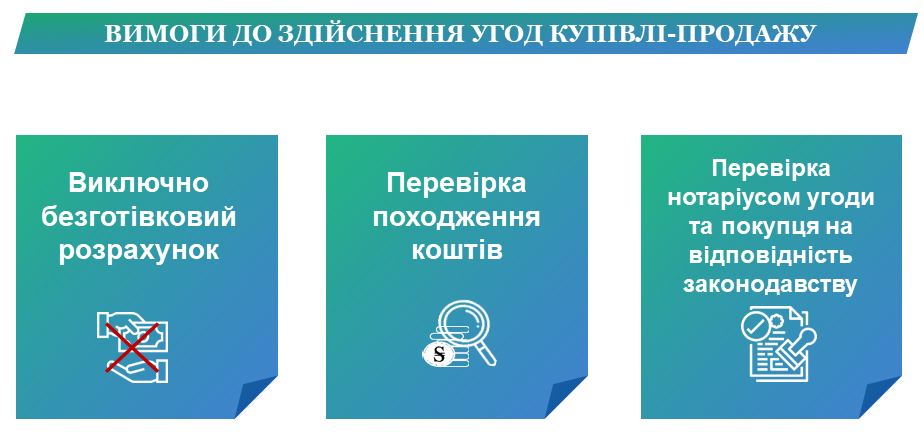 ВИМОГИ ДО ЗДІЙСНЕННЯ УГОД КУПІВЛІ-ПРОДАЖУ
Виключно
безготівковий
розрахунок
Перевірка
походження
коштів
Перевірка
нотаріусом угоди
та покупця на
відповідність
законодавству